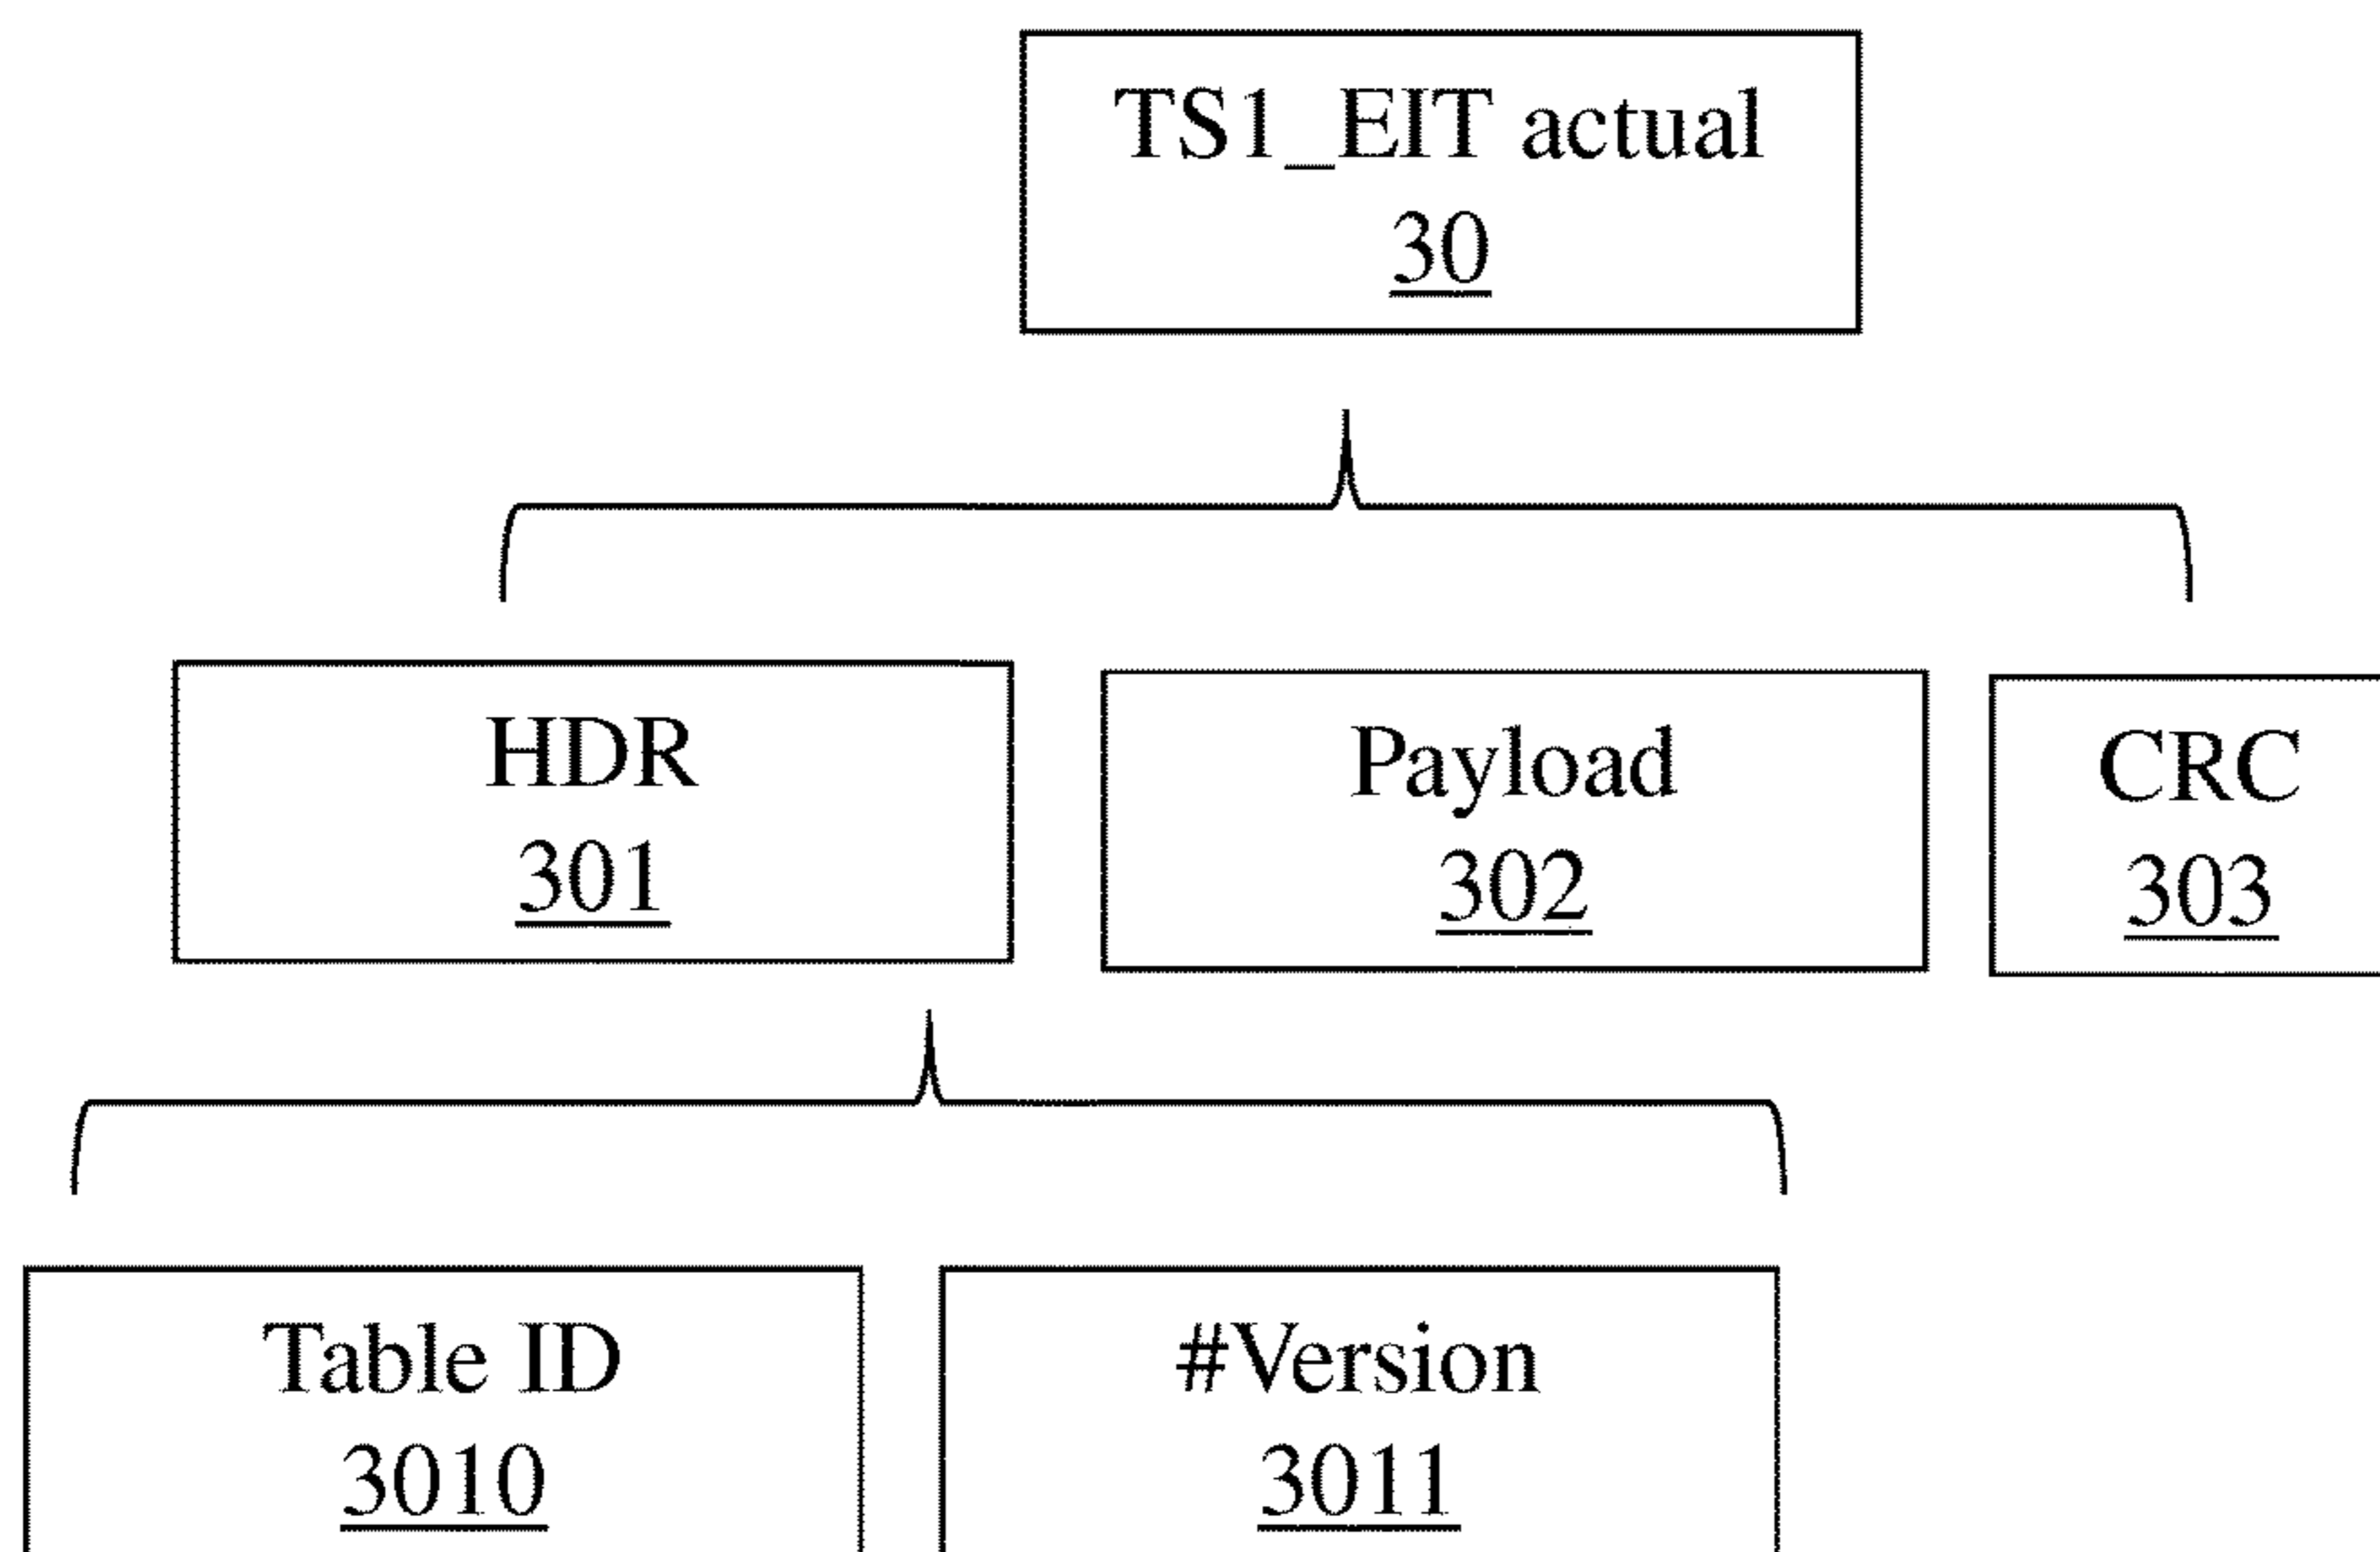 TS1_EIT actual
30
HDR
301
Payload
302
CRC
303
Table ID
3010
#Version
3011